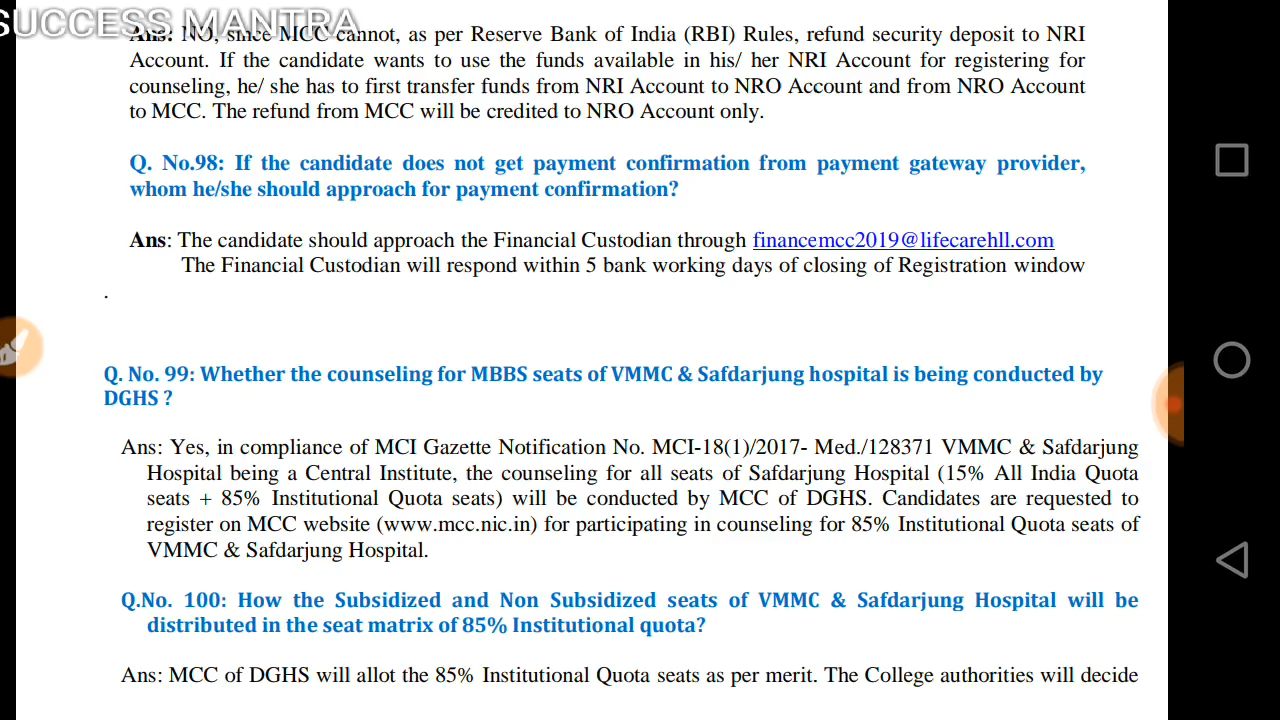 SUCCESS MANTRA
Ans: NO, since MCC cannot, as per Reserve Bank of India (RBI) Rules, refund security deposit to NRI
Account. If the candidate wants to use the funds available in his/ her NRI Account for registering for
counseling, he/ she has to first transfer funds from NRI Account to NRO Account and from NRO Account
to MCC. The refund from MCC will be credited to NRO Account only.
Q. No.98: If the candidate does not get payment confirmation from payment gateway provider,
whom he/she should approach for payment confirmation?
Ans: The candidate should approach the Financial Custodian through financemcc2019@lifecarehll.com
The Financial Custodian will respond within 5 bank working days of closing of Registration window
.
Q. No. 99: Whether the counseling for MBBS seats of VMMC & Safdarjung hospital is being conducted by
DGHS ?
Ans: Yes, in compliance of MCI Gazette Notification No. MCI-18(1)/2017- Med./128371 VMMC & Safdarjung
Hospital being a Central Institute, the counseling for all seats of Safdarjung Hospital (15% All India Quota
seats + 85% Institutional Quota seats) will be conducted by MCC of DGHS. Candidates are requested to
register on MCC website (www.mcc.nic.in) for participating in counseling for 85% Institutional Quota seats of
VMMC & Safdarjung Hospital.
Q.No. 100: How the Subsidized and Non Subsidized seats of VMMC & Safdarjung Hospital will be
distributed in the seat matrix of 85% Institutional quota?
Ans: MCC of DGHS will allot the 85% Institutional Quota seats as per merit. The College authorities will decide